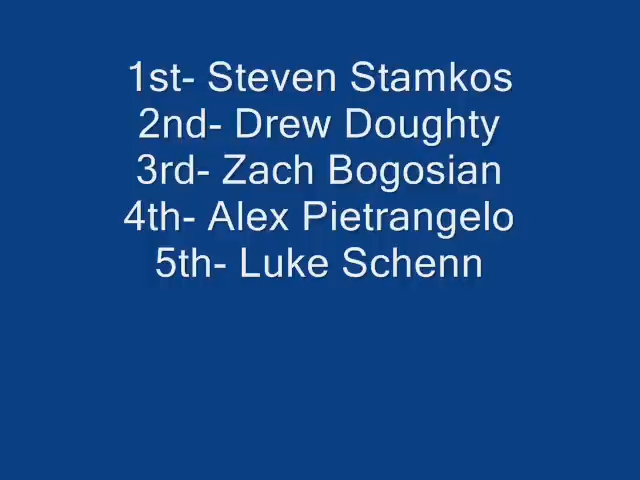 1st- Steven Stamkos
2nd- Drew Doughty
3rd- Zach Bogosian
4th- Alex Pietrangelo
5th- Luke Schenn